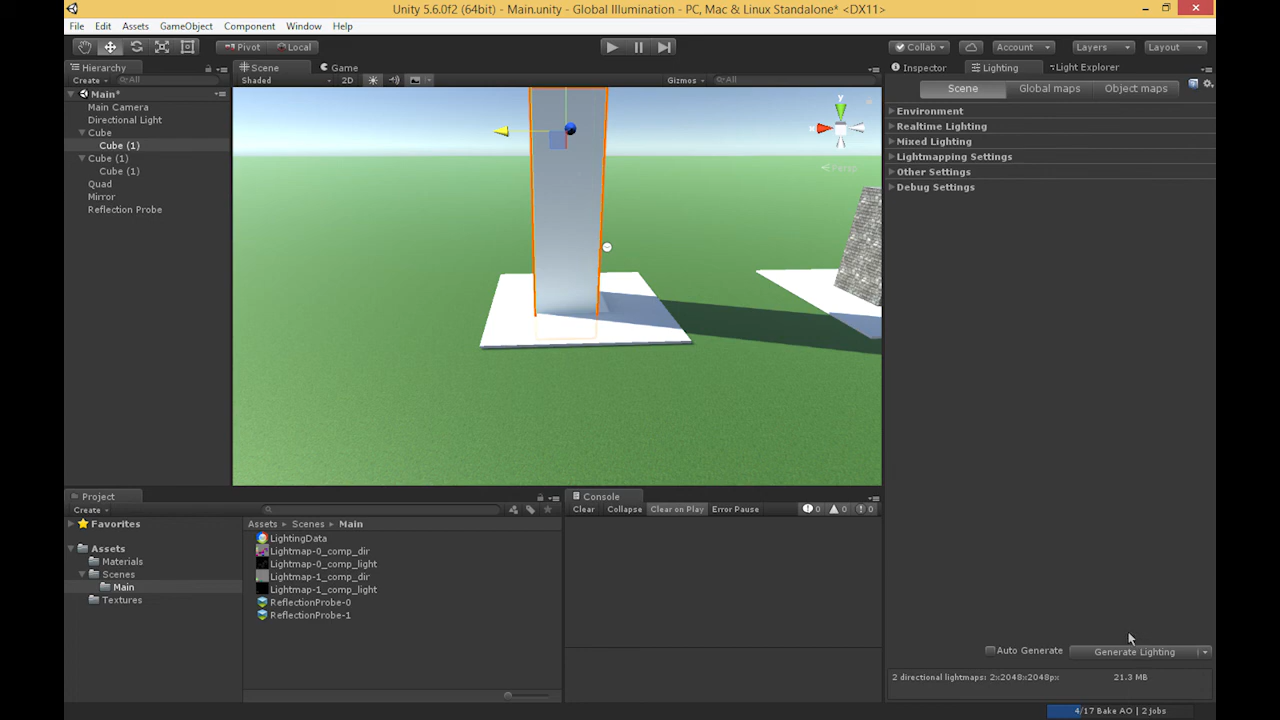 Unity 5.6.0f2 (64bit) - Main.unity - Global Illumination - PC, Mac & Linux Standalone* <DX11>
File Edit Assets GameObject Component Window Help
Pivot Local Collab Account Layers Layout
Hierarchy Scene Game Inspector Lighting Light Explorer
Create All Shaded 2D Gizmos All
Scene Global maps Object maps
Main*
Main Camera
Directional Light
Cube
Cube (1)
Cube (1)
Cube (1)
Quad
Mirror
Reflection Probe
y
x
Persp
Environment
Realtime Lighting
Mixed Lighting
Lightmapping Settings
Other Settings
Debug Settings
Project
Create
Favorites
Assets
Materials
Scenes
Main
Textures
Assets Scenes Main
LightingData
Lightmap-0_comp_dir
Lightmap-0_comp_light
Lightmap-1_comp_dir
Lightmap-1_comp_light
ReflectionProbe-0
ReflectionProbe-1
Console
Clear Collapse Clear on Play Error Pause 0 0 0
Auto Generate Generate Lighting
2 directional lightmaps: 2x2048x2048px 21.3 MB
4/17 Bake AO | 2 jobs